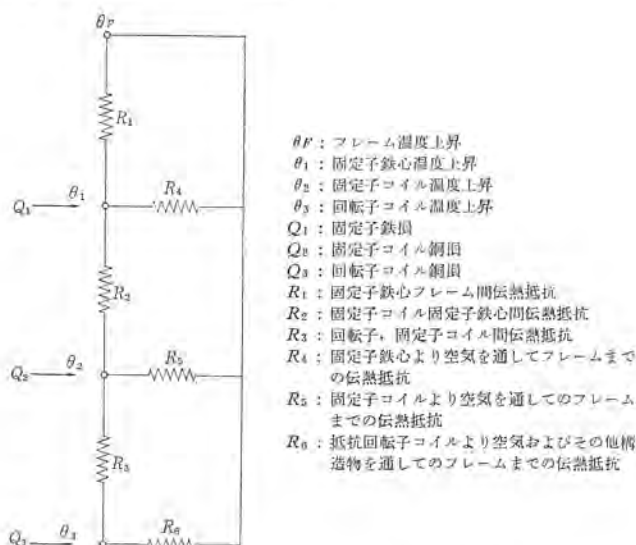 θF
R1
θ1
R4
Q1
R2
θ2
R5
Q2
R3
θ3
R6
Q3
θF：フレーム温度上昇
θ1：固定子鉄心温度上昇
θ2：固定子コイル温度上昇
θ3：回転子コイル温度上昇
Q1：固定子鉄損
Q2：固定子コイル銅損
Q3：回転子コイル銅損
R1：固定子鉄心フレーム間伝熱抵抗
R2：固定子コイル固定子鉄心間伝熱抵抗
R3：回転子，固定子コイル間伝熱抵抗
R4：固定子鉄心より空気を通してフレームまで
の伝熱抵抗
R5：固定子コイルより空気を通してのフレーム
までの伝熱抵抗
R6：抵抗回転子コイルより空気およびその他構
造物を通してのフレームまでの伝熱抵抗